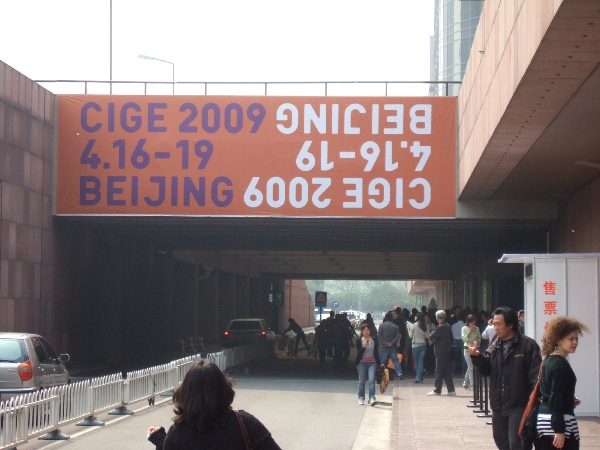 CIGE 2009
4.16-19
BEIJING
CIGE 2009
4.16-19
BEIJING
售票